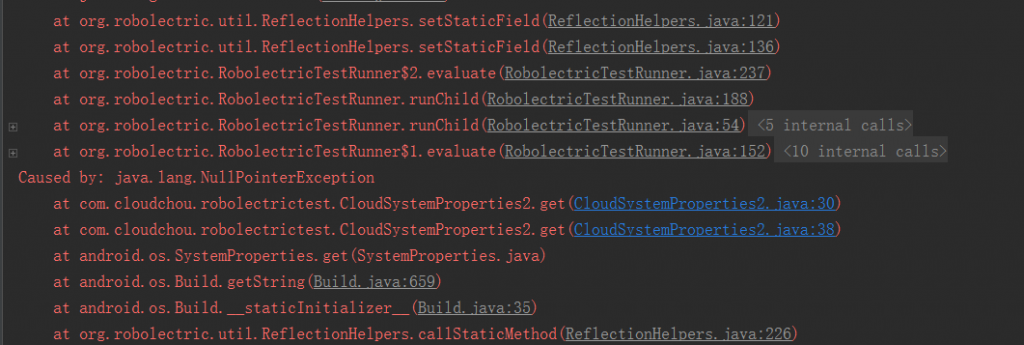 at org.robolectric.util.ReflectionHelpers.setStaticField(ReflectionHelpers.java:121)
at org.robolectric.util.ReflectionHelpers.setStaticField(ReflectionHelpers.java:136)
at org.robolectric.RobolectricTestRunner$2.evaluate(RobolectricTestRunner.java:237)
at org.robolectric.RobolectricTestRunner.runChild(RobolectricTestRunner.java:188)
at org.robolectric.RobolectricTestRunner.runChild(RobolectricTestRunner.java:54) <5 internal calls>
at org.robolectric.RobolectricTestRunner$1.evaluate(RobolectricTestRunner.java:152) <10 internal calls>
Caused by: java.lang.NullPointerException
at com.cloudchou.robolectrictest.CloudSystemProperties2.get(CloudSystemProperties2.java:30)
at com.cloudchou.robolectrictest.CloudSystemProperties2.get(CloudSystemProperties2.java:38)
at android.os.SystemProperties.get(SystemProperties.java)
at android.os.Build.getString(Build.java:659)
at android.os.Build.__staticInitializer__(Build.java:35)
at org.robolectric.util.ReflectionHelpers.callStaticMethod(ReflectionHelpers.java:226)